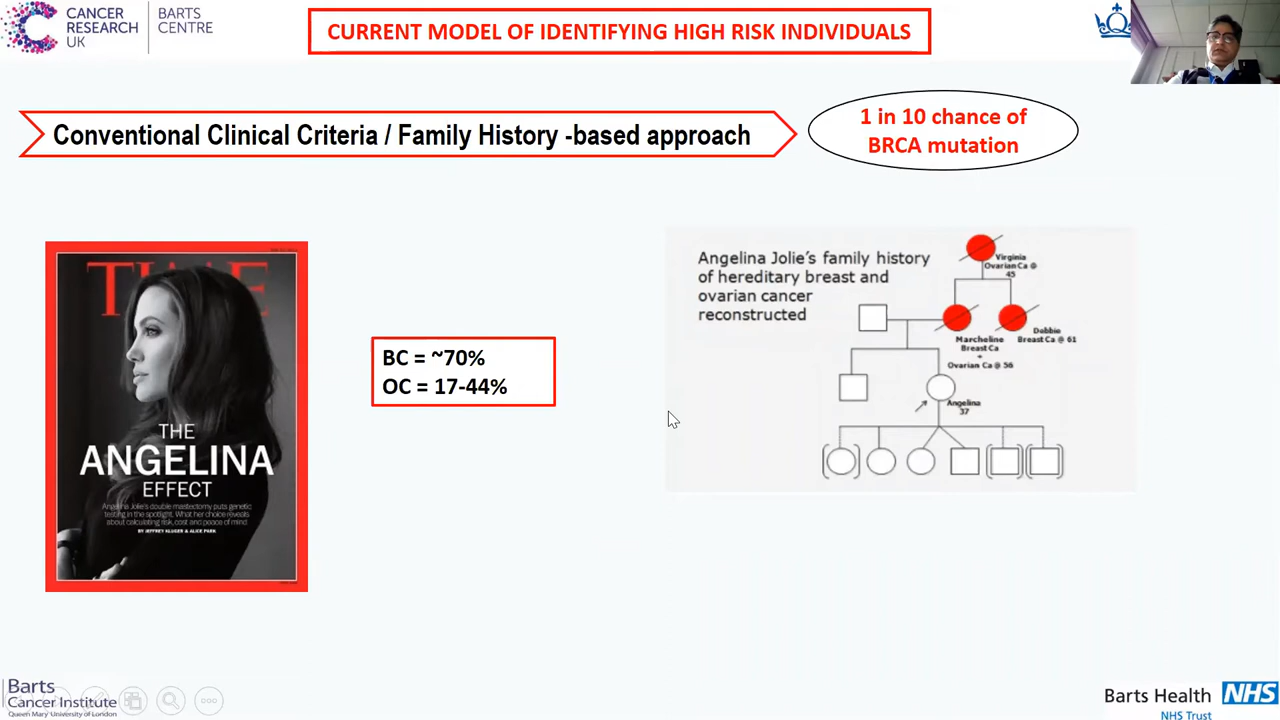 CANCER
RESEARCH
UK
BARTS
CENTRE
CURRENT MODEL OF IDENTIFYING HIGH RISK INDIVIDUALS
Conventional Clinical Criteria / Family History -based approach
1 in 10 chance of
BRCA mutation
TIME
THE
ANGELINA
EFFECT
Angelina Jolie's double mastectomy puts genetic
testing in the spotlight. What her choice reveals
about calculating risk, cost and peace of mind
BY JEFFREY KLUGER & ALICE PARK
BC = ~70%
OC = 17-44%
Angelina Jolie's family history
of hereditary breast and
ovarian cancer
reconstructed
Virginia
Ovarian Ca @
45
Marcheline
Breast Ca
+
Ovarian Ca @ 56
Debbie
Breast Ca @ 61
Angelina
37
Barts
Cancer Institute
Queen Mary University of London
Barts Health NHS
NHS Trust